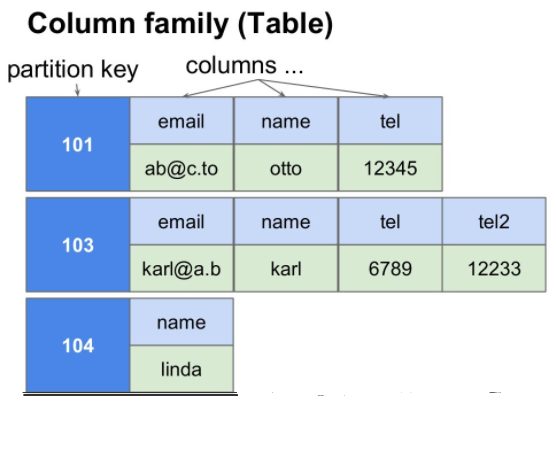 Column family (Table)
partition key columns ...
101 email name tel
ab@c.to otto 12345
103 email name tel tel2
karl@a.b karl 6789 12233
104 name
linda